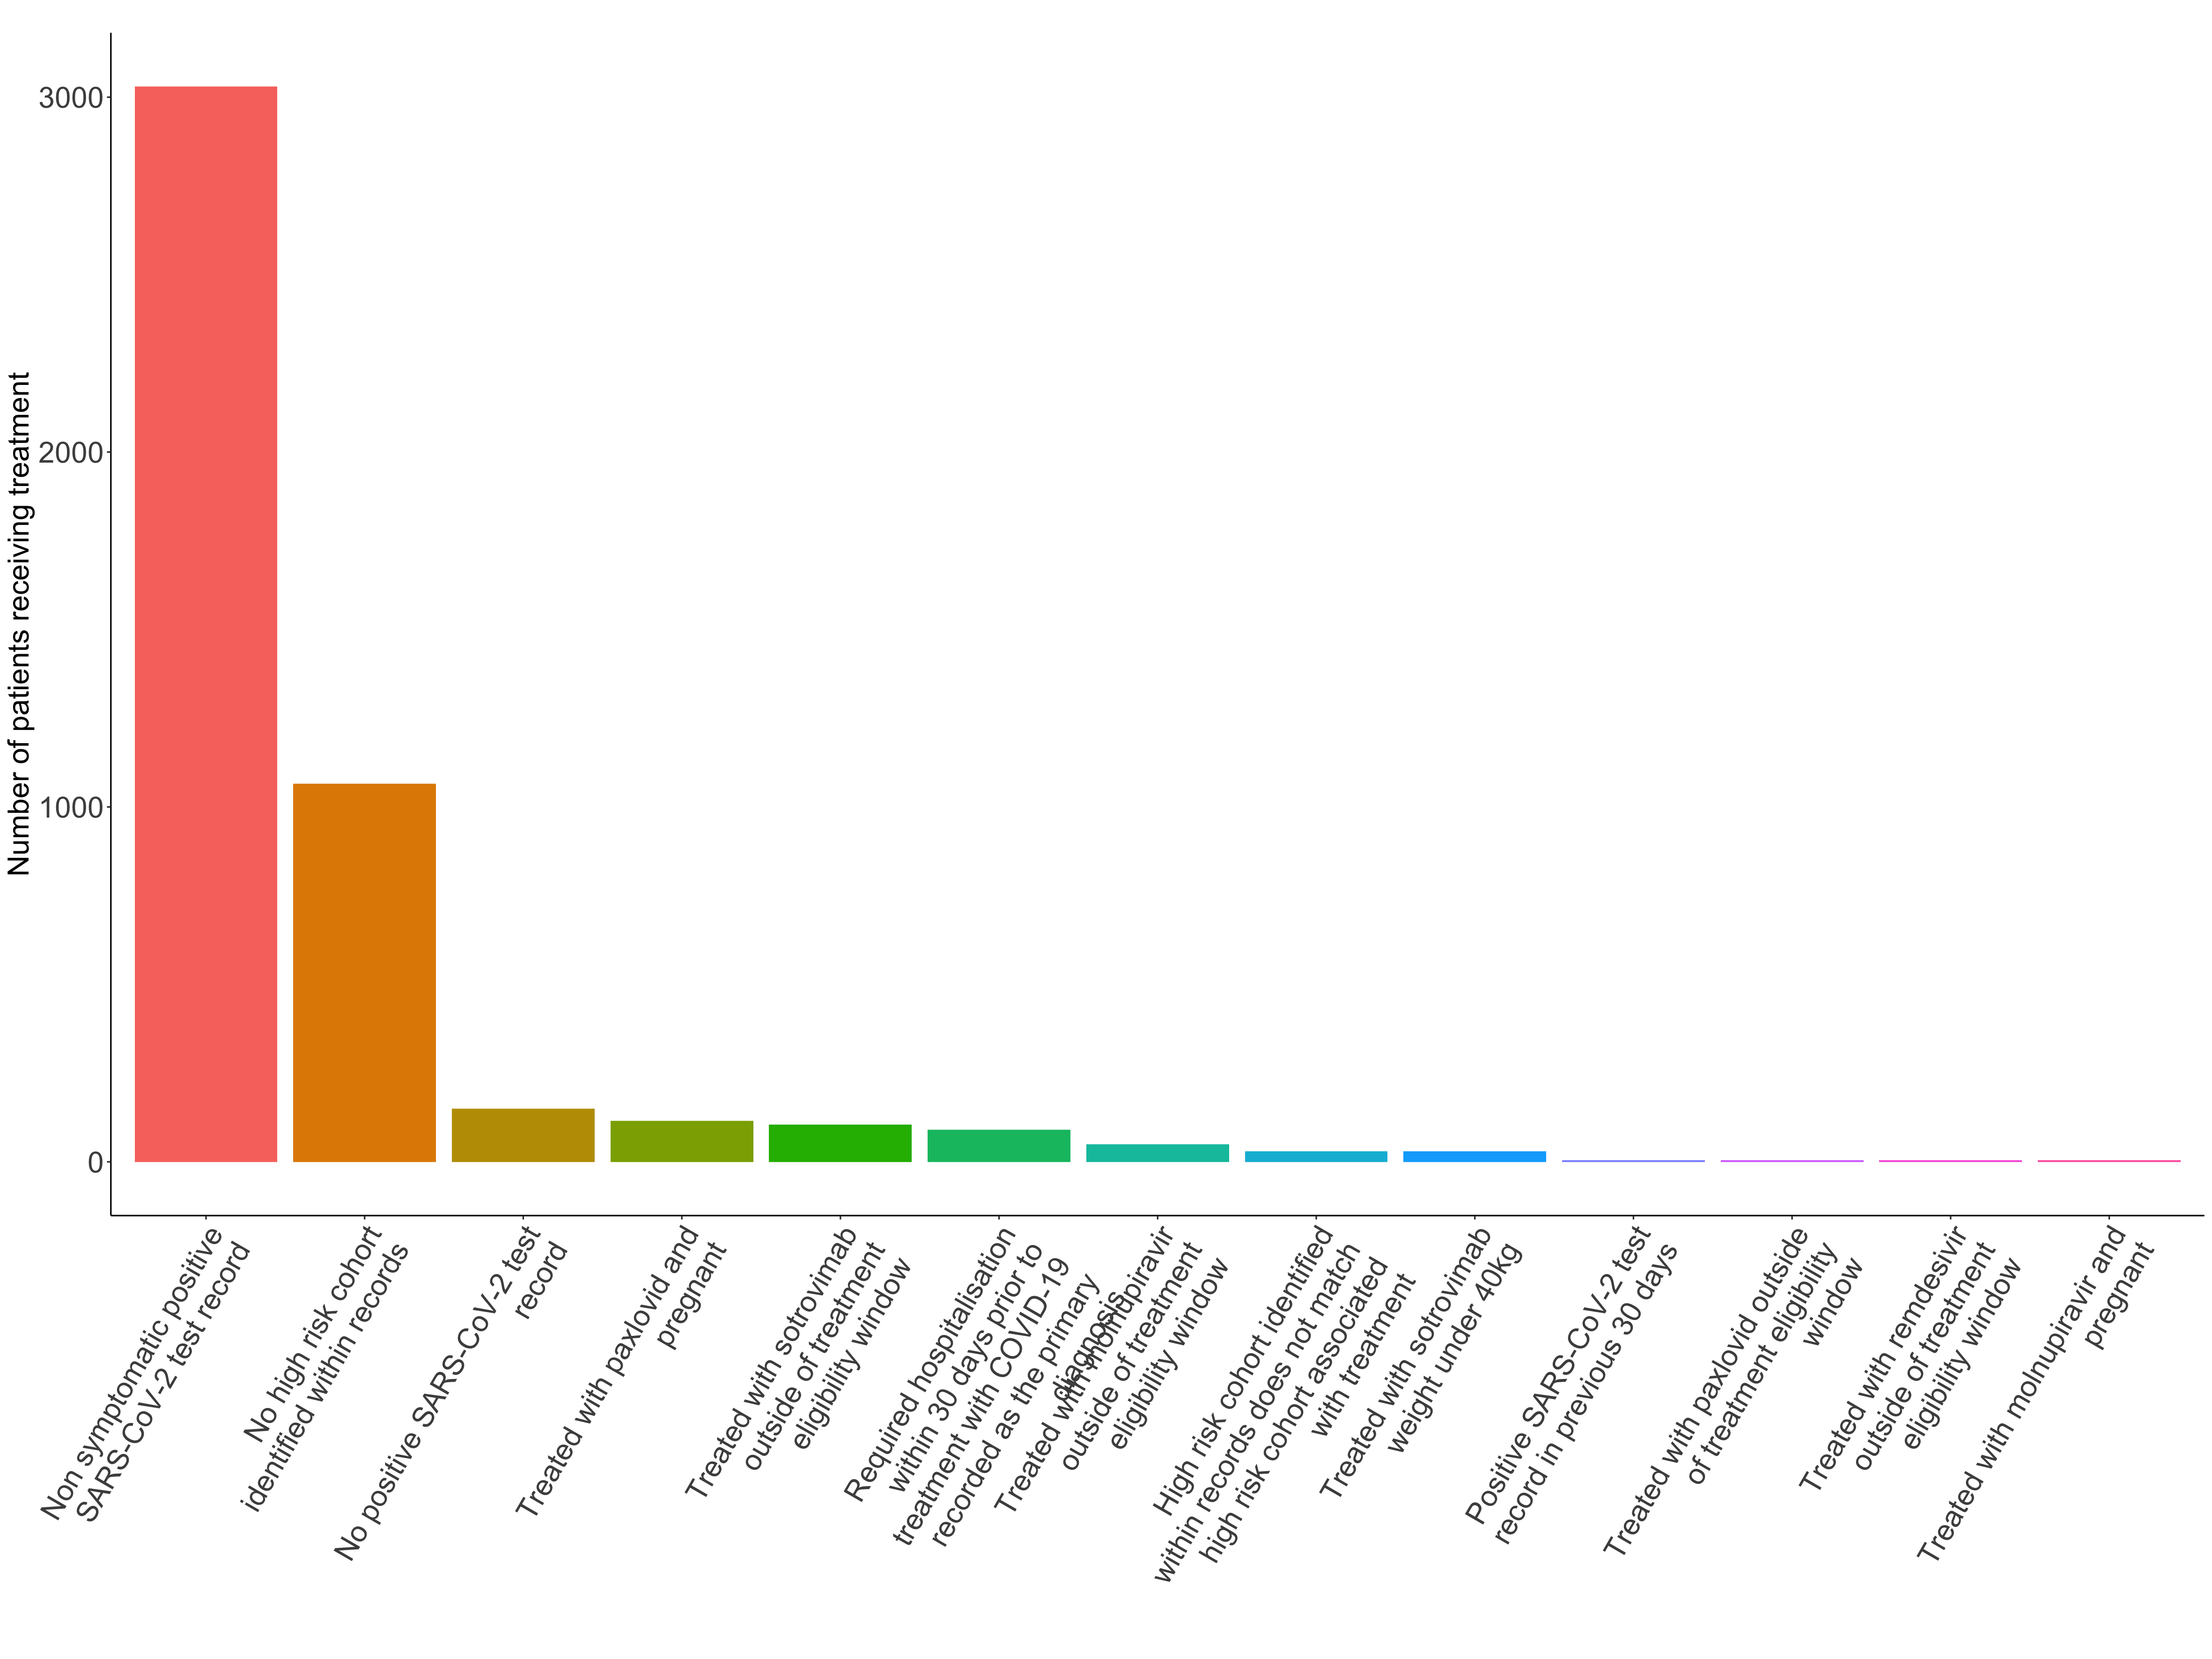 Number of patients receiving treatment
3000
2000
1000
0
Non symptomatic positive
SARS-CoV-2 test record
No high risk cohort
identified within records
No positive SARS-CoV-2 test
record
Treated with paxlovid and
pregnant
Treated with sotrovimab
outside of treatment
eligibility window
Required hospitalisation
within 30 days prior to
treatment with COVID-19
recorded as the primary
diagnosis
Treated with molnupiravir
outside of treatment
eligibility window
High risk cohort identified
within records does not match
high risk cohort associated
with treatment
Treated with sotrovimab
weight under 40kg
Positive SARS-CoV-2 test
record in previous 30 days
Treated with paxlovid outside
of treatment eligibility
window
Treated with remdesivir
outside of treatment
eligibility window
Treated with molnupiravir and
pregnant